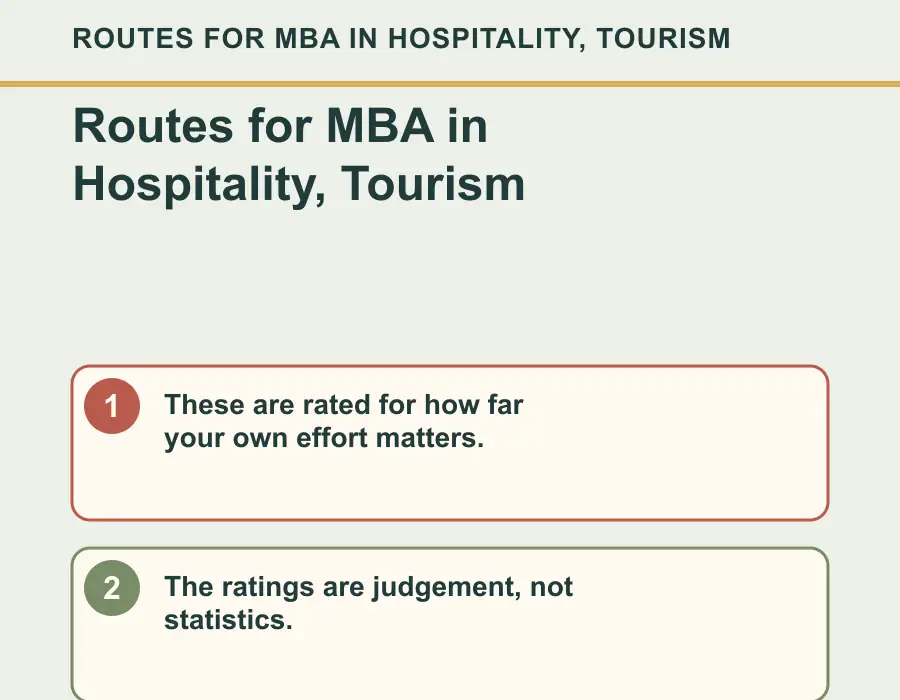 ROUTES FOR MBA IN HOSPITALITY, TOURISM
Routes for MBA in
Hospitality, Tourism
1
These are rated for how far
your own effort matters.
2
The ratings are judgement, not
statistics.